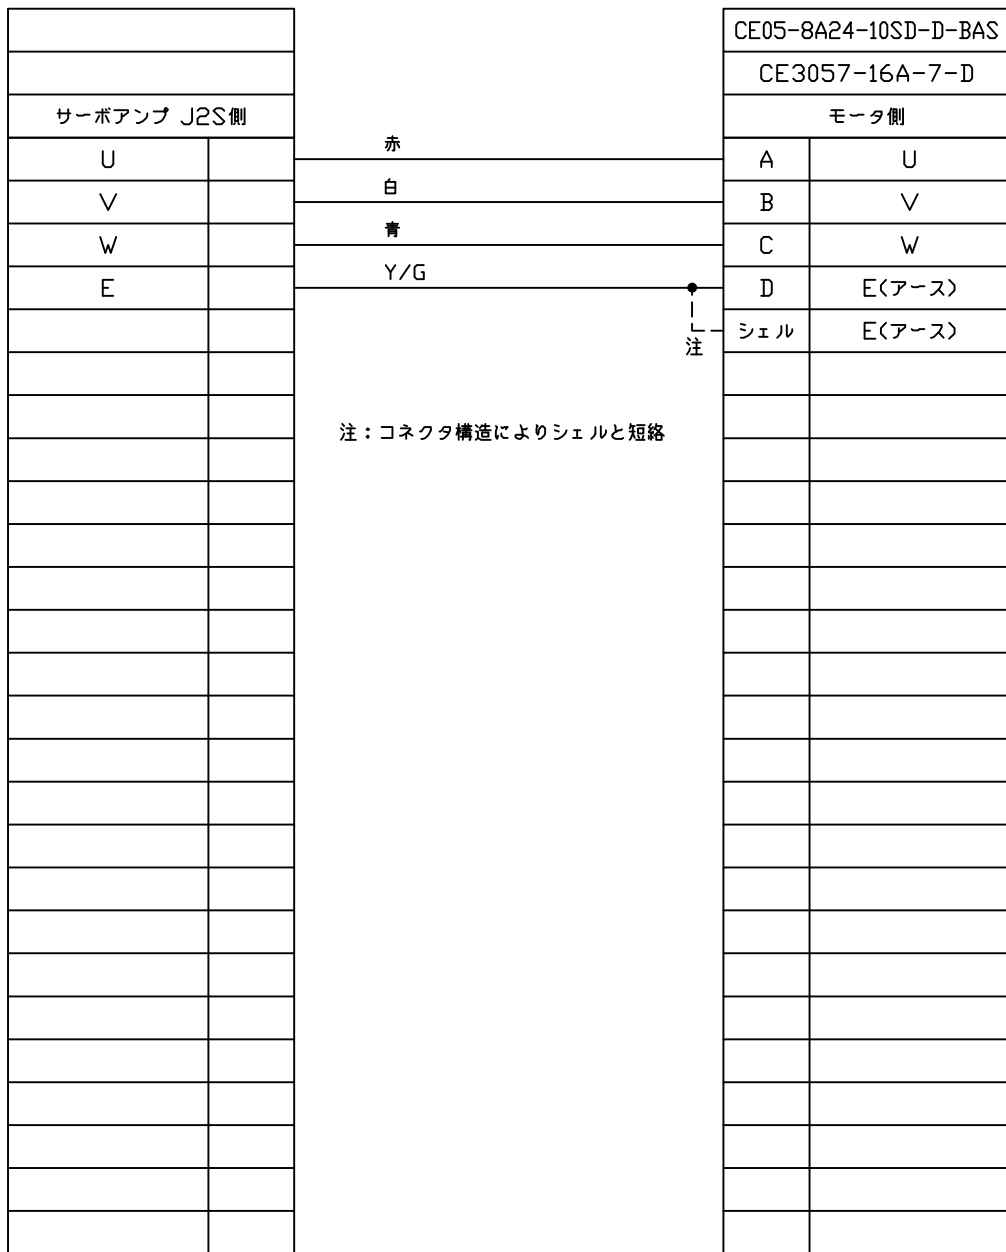 CE05-8A24-10SD-D-BAS
CE3057-16A-7-D
サーボアンプ J2S側
モータ側
U 赤 A U
V 白 B V
W 青 C W
E Y/G D E(アース)
シェル E(アース)
注
注：コネクタ構造によりシェルと短絡